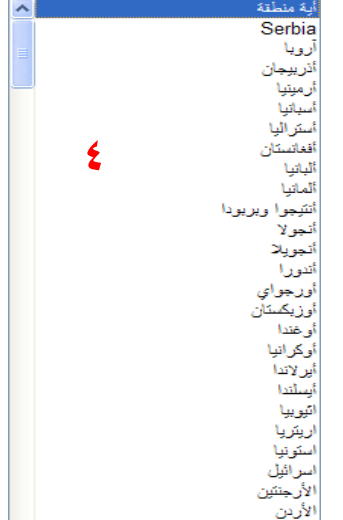 أية منطقة
Serbia
آروبا
أذربيجان
أرمينيا
أسبانيا
أستراليا
أفغانستان
ألبانيا
ألمانيا
أنتيجوا وبربودا
أنجولا
أنجويلا
أندورا
أورجواي
أوزبكستان
أوغندا
أوكرانيا
أيرلاندا
أيسلندا
اثيوبيا
اريتريا
استونيا
اسرائيل
الأرجنتين
الأردن
٤